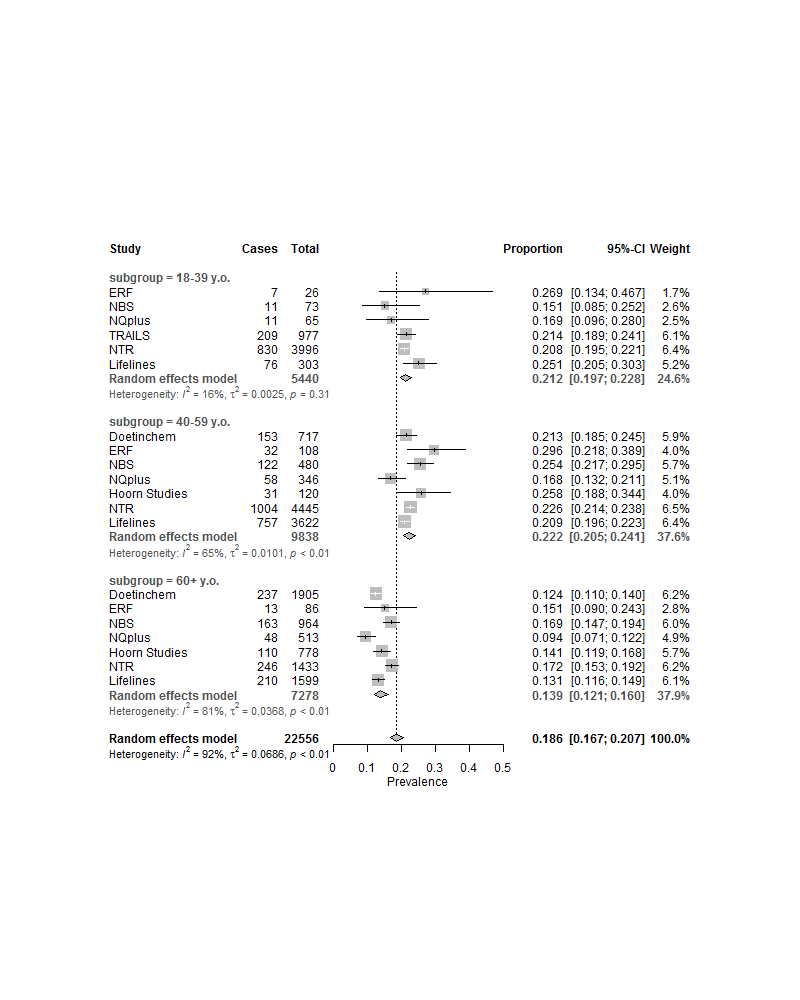 Study Cases Total Proportion 95%-CI Weight
subgroup = 18-39 y.o.
ERF 7 26 0.269 [0.134; 0.467] 1.7%
NBS 11 73 0.151 [0.085; 0.252] 2.6%
NQplus 11 65 0.169 [0.096; 0.280] 2.5%
TRAILS 209 977 0.214 [0.189; 0.241] 6.1%
NTR 830 3996 0.208 [0.195; 0.221] 6.4%
Lifelines 76 303 0.251 [0.205; 0.303] 5.2%
Random effects model 5440 0.212 [0.197; 0.228] 24.6%
Heterogeneity: I² = 16%, τ² = 0.0025, p = 0.31
subgroup = 40-59 y.o.
Doetinchem 153 717 0.213 [0.185; 0.245] 5.9%
ERF 32 108 0.296 [0.218; 0.389] 4.0%
NBS 122 480 0.254 [0.217; 0.295] 5.7%
NQplus 58 346 0.168 [0.132; 0.211] 5.1%
Hoorn Studies 31 120 0.258 [0.188; 0.344] 4.0%
NTR 1004 4445 0.226 [0.214; 0.238] 6.5%
Lifelines 757 3622 0.209 [0.196; 0.223] 6.4%
Random effects model 9838 0.222 [0.205; 0.241] 37.6%
Heterogeneity: I² = 65%, τ² = 0.0101, p < 0.01
subgroup = 60+ y.o.
Doetinchem 237 1905 0.124 [0.110; 0.140] 6.2%
ERF 13 86 0.151 [0.090; 0.243] 2.8%
NBS 163 964 0.169 [0.147; 0.194] 6.0%
NQplus 48 513 0.094 [0.071; 0.122] 4.9%
Hoorn Studies 110 778 0.141 [0.119; 0.168] 5.7%
NTR 246 1433 0.172 [0.153; 0.192] 6.2%
Lifelines 210 1599 0.131 [0.116; 0.149] 6.1%
Random effects model 7278 0.139 [0.121; 0.160] 37.9%
Heterogeneity: I² = 81%, τ² = 0.0368, p < 0.01
Random effects model 22556 0.186 [0.167; 0.207] 100.0%
Heterogeneity: I² = 92%, τ² = 0.0686, p < 0.01
0 0.1 0.2 0.3 0.4 0.5
Prevalence